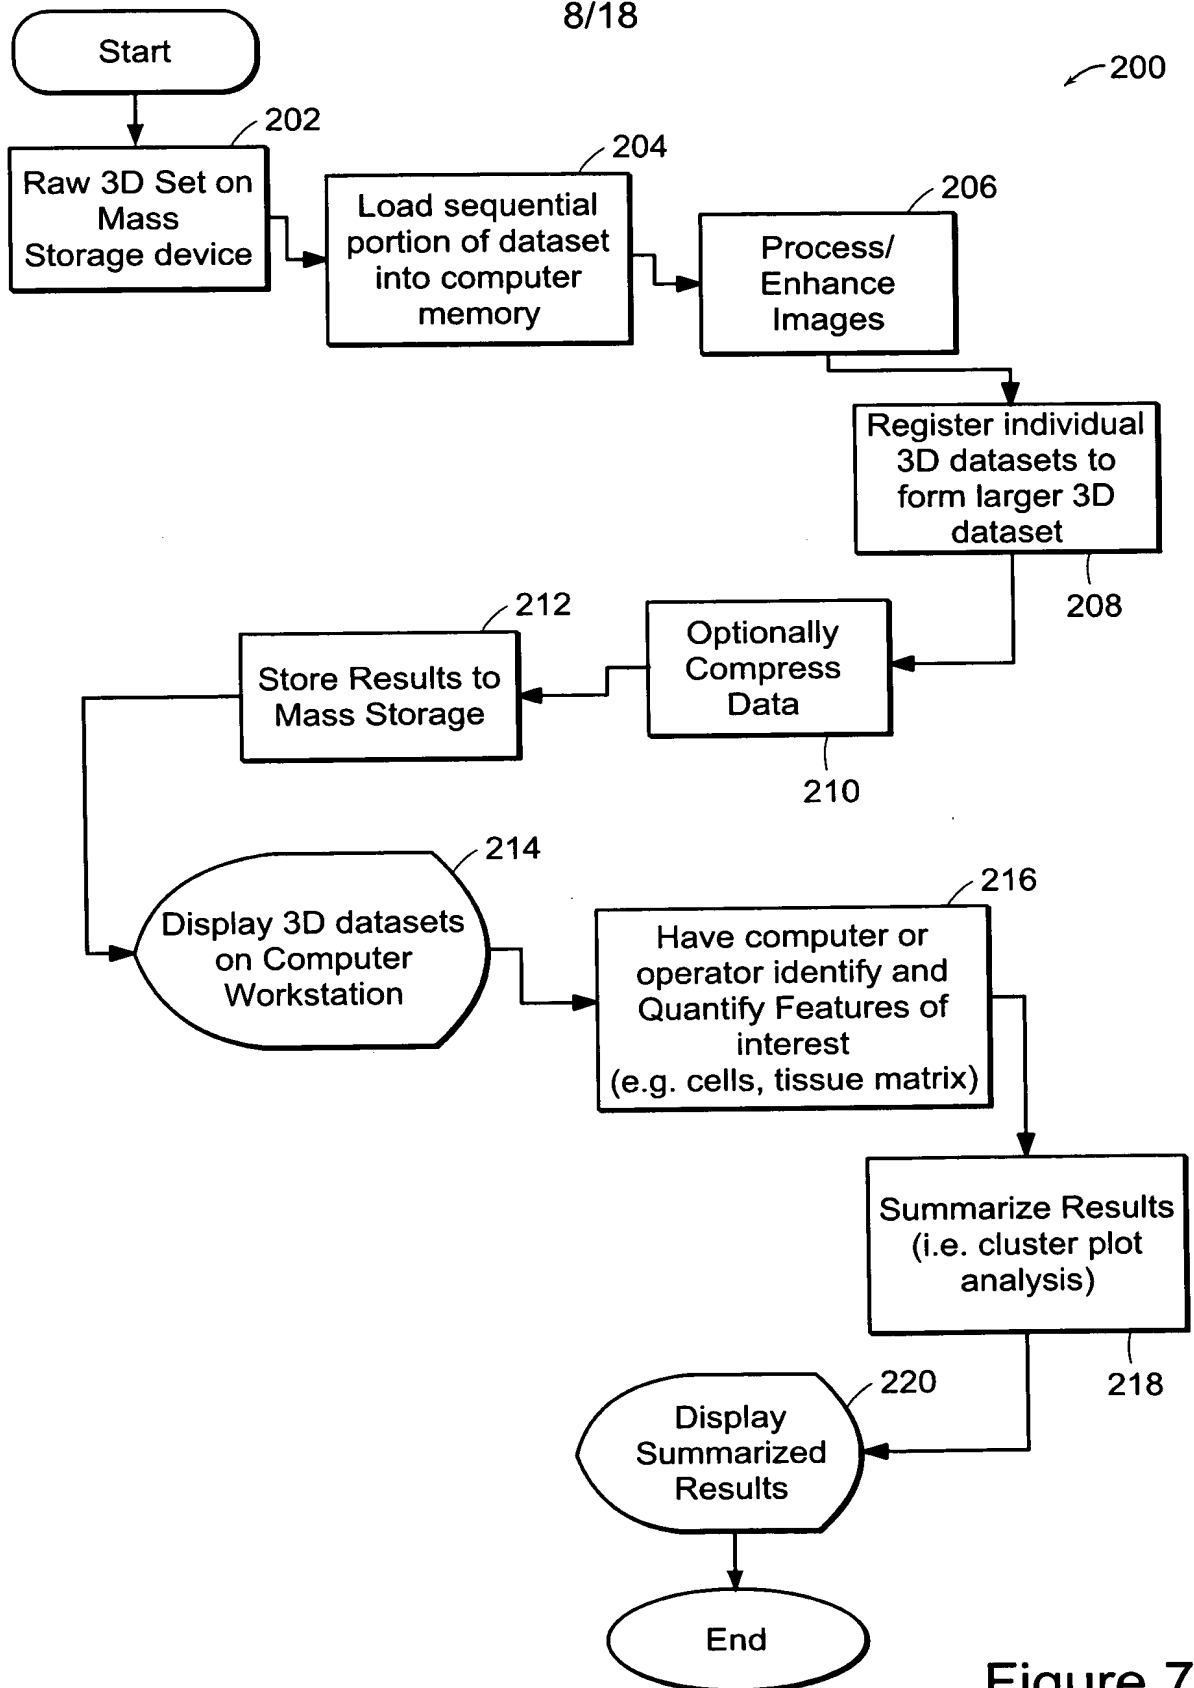 8/18
Start
200
202
Raw 3D Set on
Mass
Storage device
204
Load sequential
portion of dataset
into computer
memory
206
Process/
Enhance
Images
Register individual
3D datasets to
form larger 3D
dataset
208
Optionally
Compress
Data
210
212
Store Results to
Mass Storage
214
Display 3D datasets
on Computer
Workstation
216
Have computer or
operator identify and
Quantify Features of
interest
(e.g. cells, tissue matrix)
Summarize Results
(i.e. cluster plot
analysis)
218
220
Display
Summarized
Results
End
Figure 7